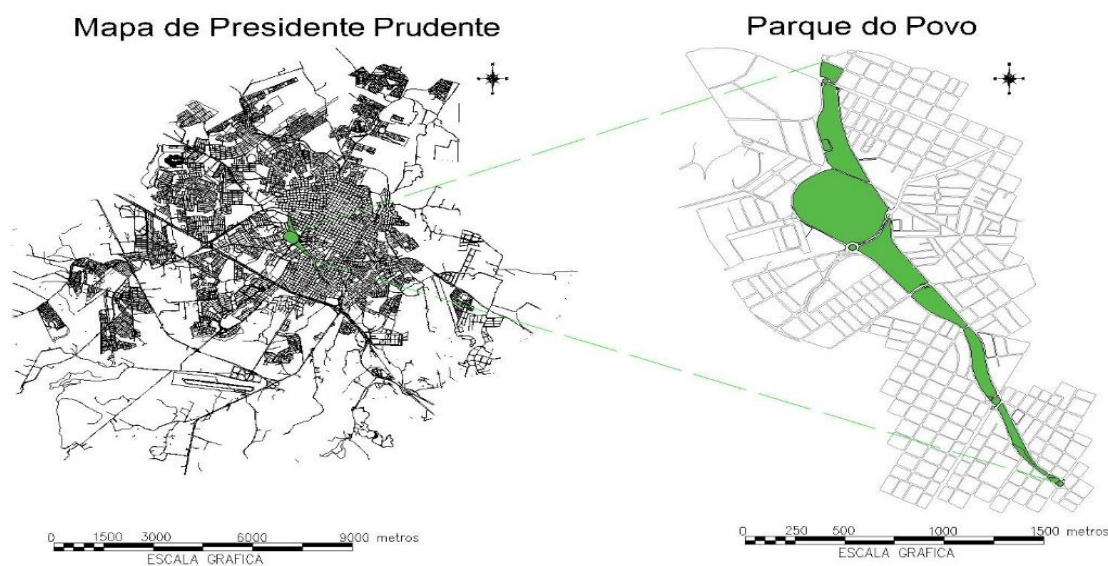 Mapa de Presidente Prudente
Parque do Povo
0 1500 3000 6000 9000 metros
ESCALA GRAFICA
0 250 500 1000 1500 metros
ESCALA GRAFICA